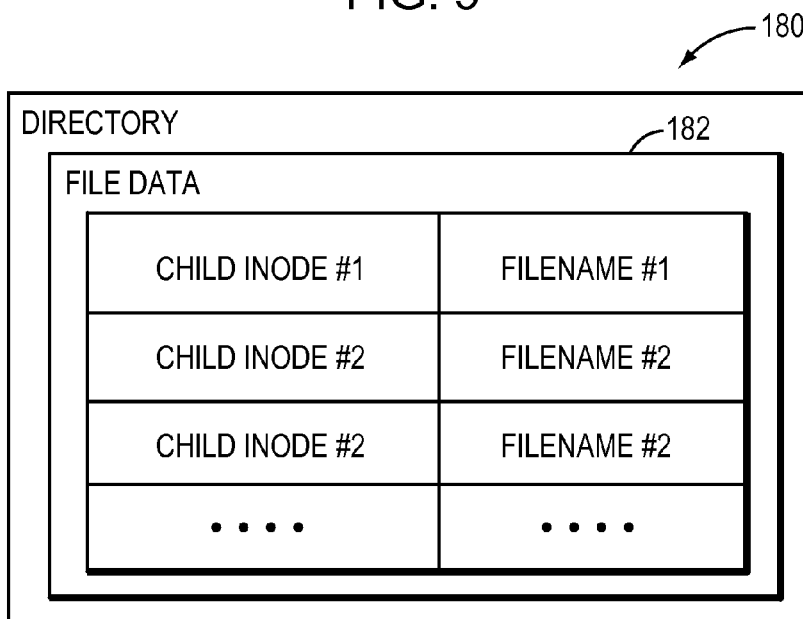 180
DIRECTORY
182
FILE DATA
CHILD INODE #1 FILENAME #1
CHILD INODE #2 FILENAME #2
CHILD INODE #2 FILENAME #2
• • • • • • • •